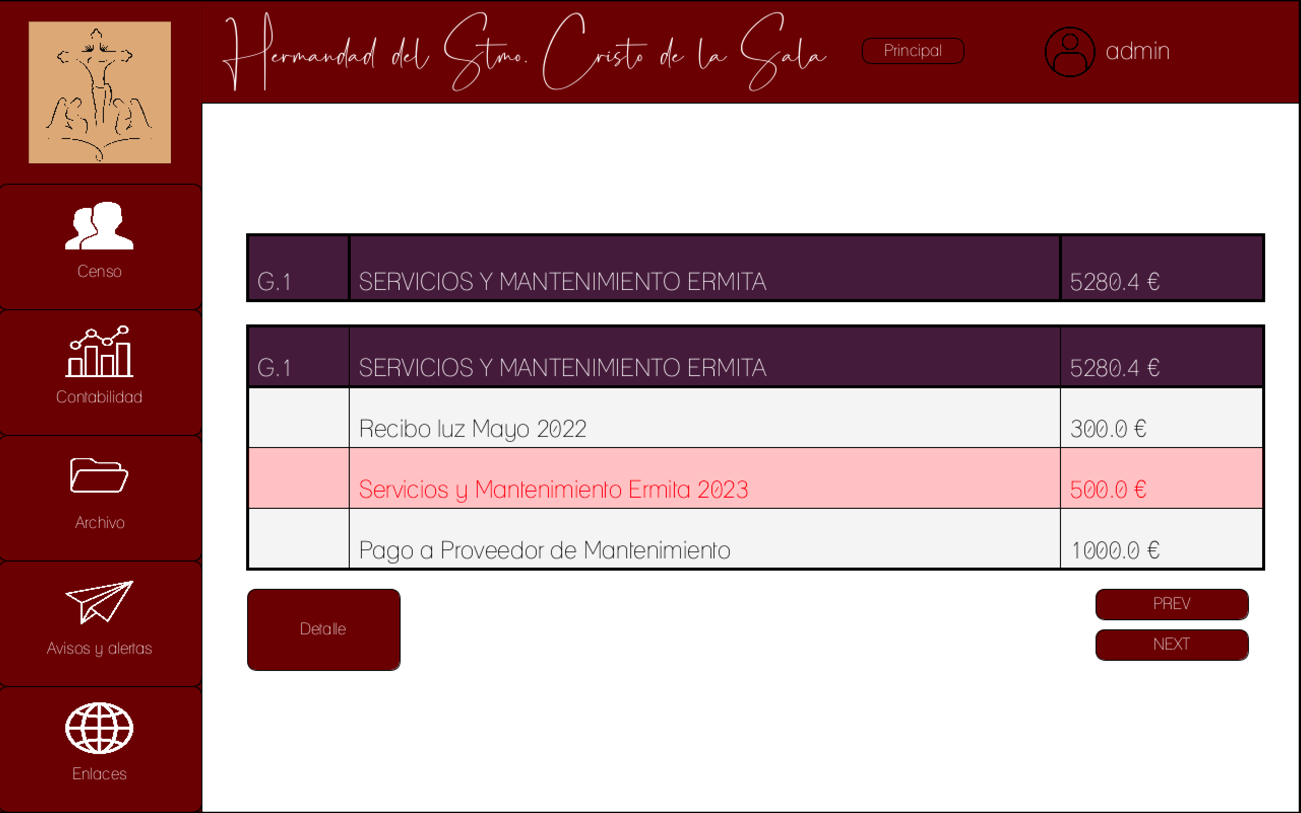 Hermandad del Stmo. Cristo de la Sala
Principal
admin
Censo
Contabilidad
Archivo
Avisos y alertas
Enlaces
G.1 SERVICIOS Y MANTENIMIENTO ERMITA 5280.4 €
G.1 SERVICIOS Y MANTENIMIENTO ERMITA 5280.4 €
Recibo luz Mayo 2022 300.0 €
Servicios y Mantenimiento Ermita 2023 500.0 €
Pago a Proveedor de Mantenimiento 1000.0 €
Detalle
PREV
NEXT